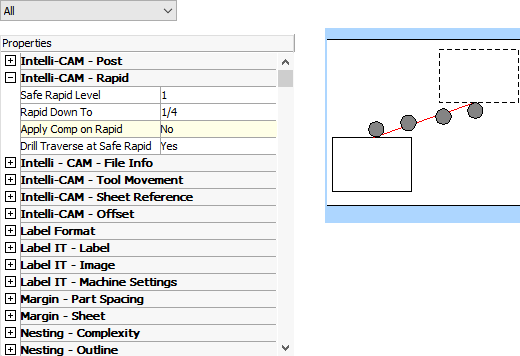 All
Properties
Intelli-CAM - Post
Intelli-CAM - Rapid
Safe Rapid Level 1
Rapid Down To 1/4
Apply Comp on Rapid No
Drill Traverse at Safe Rapid Yes
Intelli - CAM - File Info
Intelli-CAM - Tool Movement
Intelli-CAM - Sheet Reference
Intelli-CAM - Offset
Label Format
Label IT - Label
Label IT - Image
Label IT - Machine Settings
Margin - Part Spacing
Margin - Sheet
Nesting - Complexity
Nesting - Outline